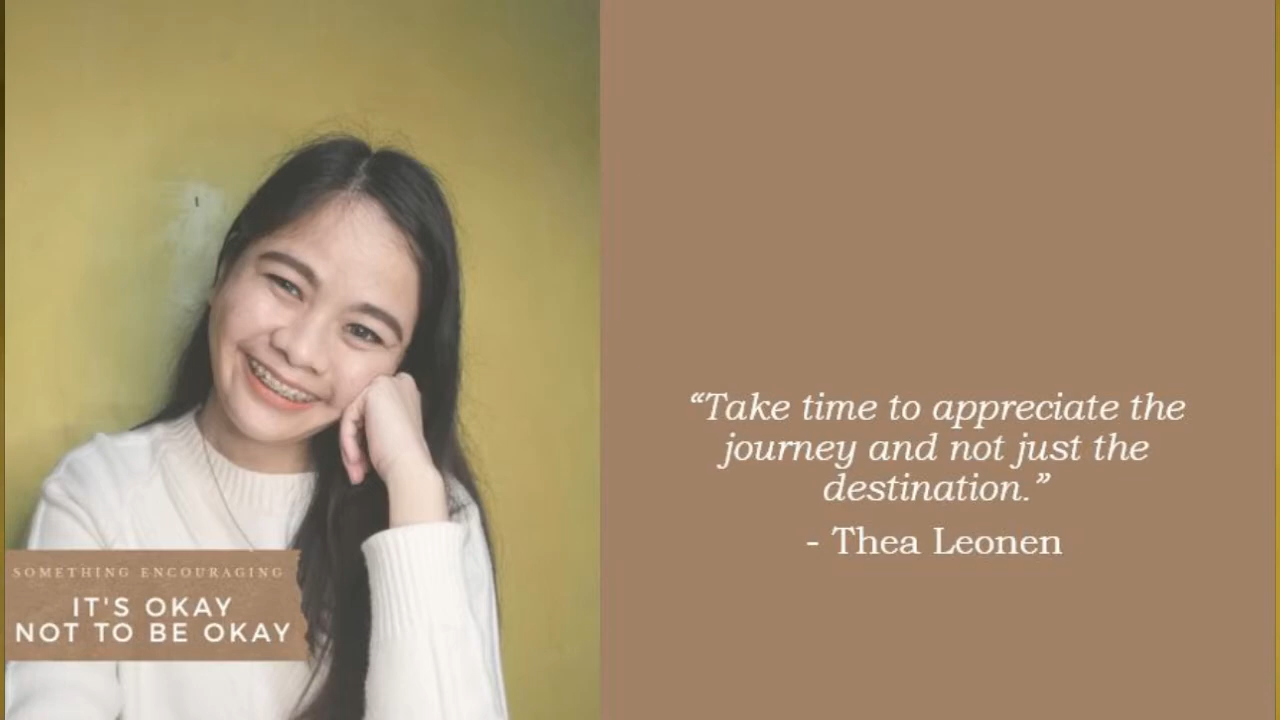 SOMETHING ENCOURAGING
IT'S OKAY
NOT TO BE OKAY
“Take time to appreciate the
journey and not just the
destination.”
- Thea Leonen